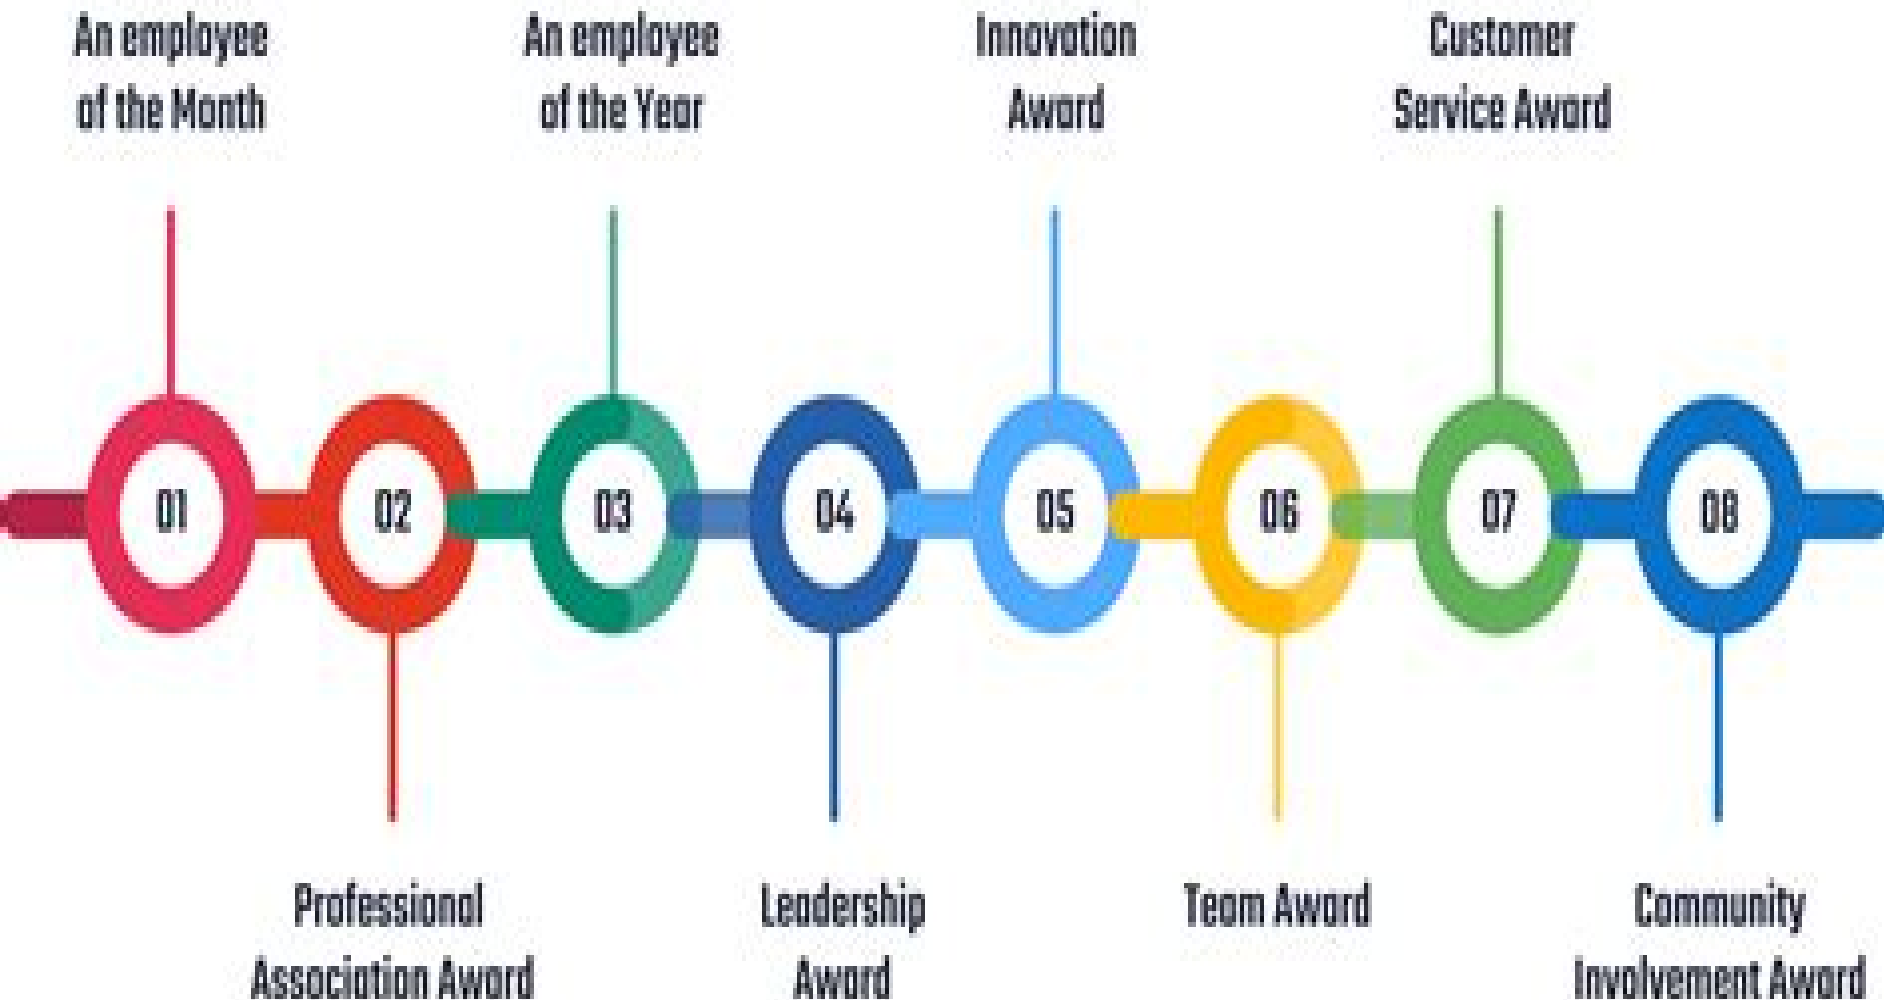 An employee
of the Month
An employee
of the Year
Innovation
Award
Customer
Service Award
01
02
03
04
05
06
07
08
Professional
Association Award
Leadership
Award
Team Award
Community
Involvement Award